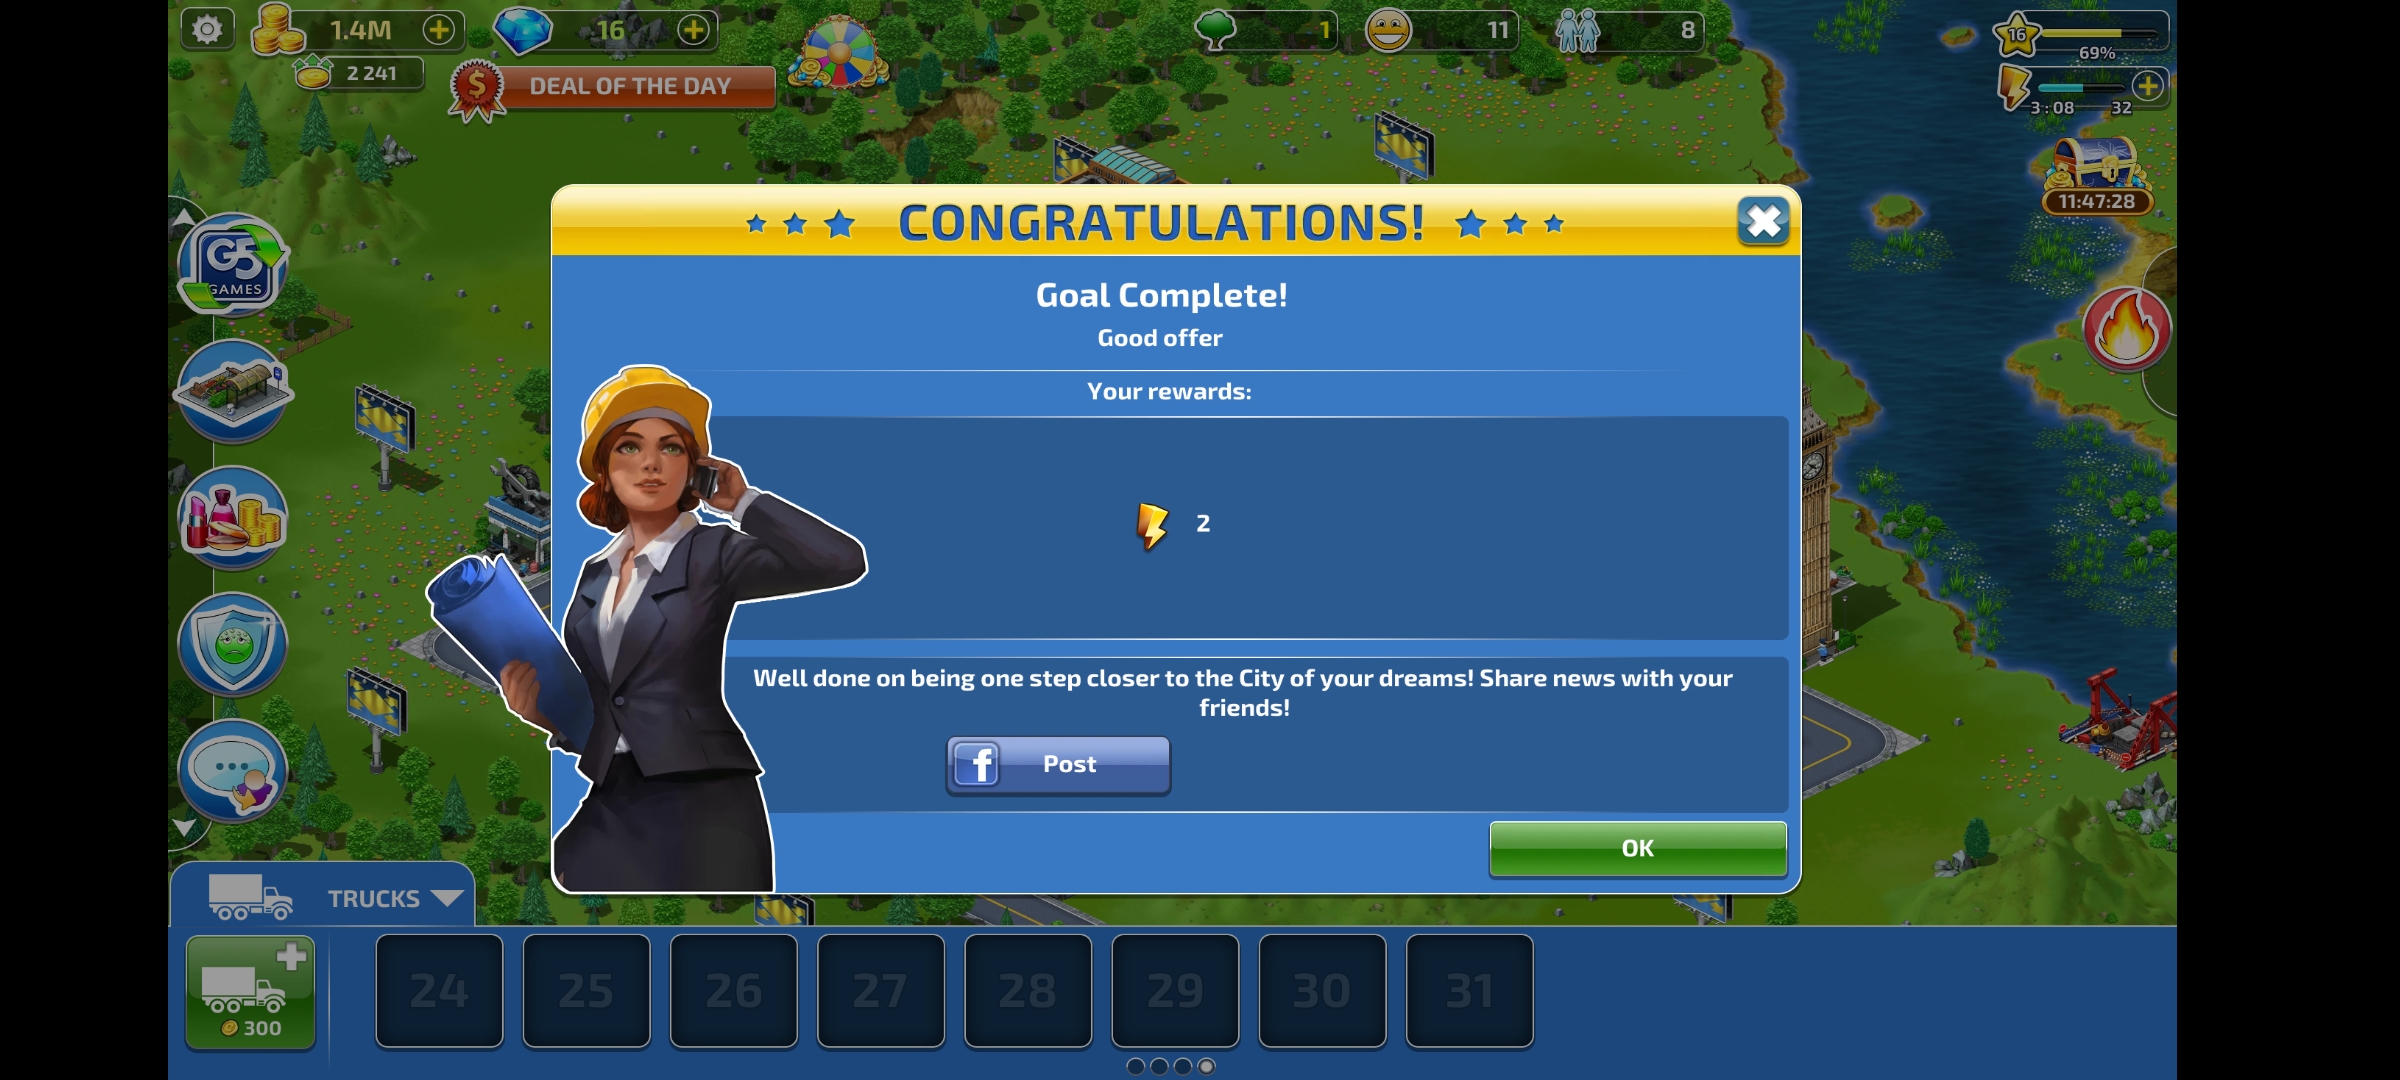 1.4M
16
1
11
8
16
69%
2 241
DEAL OF THE DAY
3:08 32
11:47:28
CONGRATULATIONS!
G5
GAMES
Goal Complete!
Good offer
Your rewards:
2
Well done on being one step closer to the City of your dreams! Share news with your
friends!
f Post
OK
TRUCKS
300
24 25 26 27 28 29 30 31